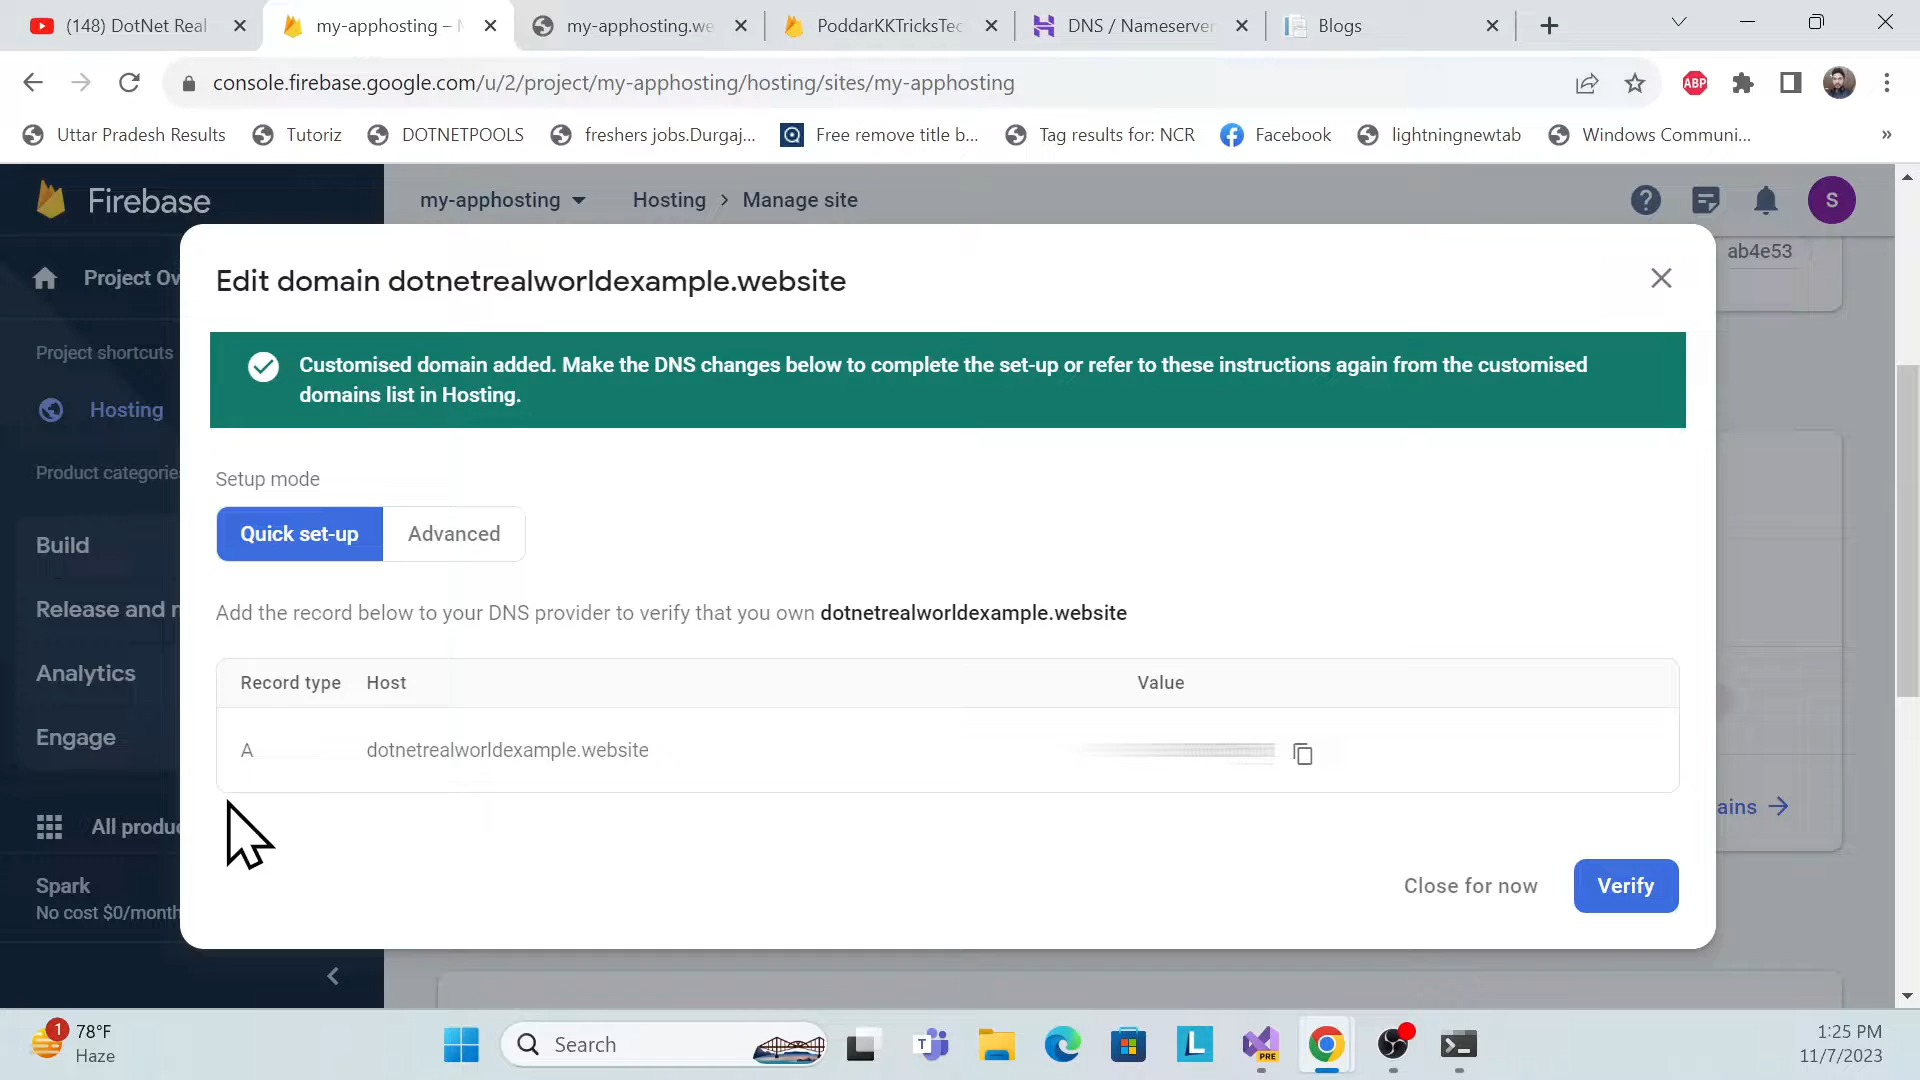 (148) DotNet Real
my-apphosting –
my-apphosting.we
PoddarKKTricksTec
DNS / Nameserver
Blogs
console.firebase.google.com/u/2/project/my-apphosting/hosting/sites/my-apphosting
ABP
Uttar Pradesh Results
Tutoriz
DOTNETPOOLS
freshers jobs.Durgaj...
Free remove title b...
Tag results for: NCR
Facebook
lightningnewtab
Windows Communi...
»
Firebase
my-apphosting
Hosting > Manage site
S
ab4e53
Project Ov
Project shortcuts
Hosting
Product categorie
Build
Release and
Analytics
Engage
All produ
Spark
No cost $0/month
Edit domain dotnetrealworldexample.website
Customised domain added. Make the DNS changes below to complete the set-up or refer to these instructions again from the customised
domains list in Hosting.
Setup mode
Quick set-up
Advanced
Add the record below to your DNS provider to verify that you own dotnetrealworldexample.website
Record type Host Value
A dotnetrealworldexample.website
ains
Close for now
Verify
1
78°F
Haze
Search
T
L
PRE
1:25 PM
11/7/2023